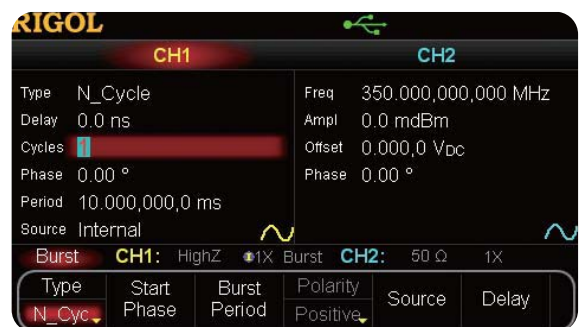 RIGOL
CH1 CH2
Type N_Cycle
Delay 0.0 ns
Cycles 1
Phase 0.00 °
Period 10.000,000,0 ms
Source Internal
Freq 350.000,000,000 MHz
Ampl 0.0 mdBm
Offset 0.000,0 VDC
Phase 0.00 °
Burst CH1: HighZ 1X Burst CH2: 50 Ω 1X
Type Start Burst Polarity Source Delay
N_Cyc Phase Period Positive